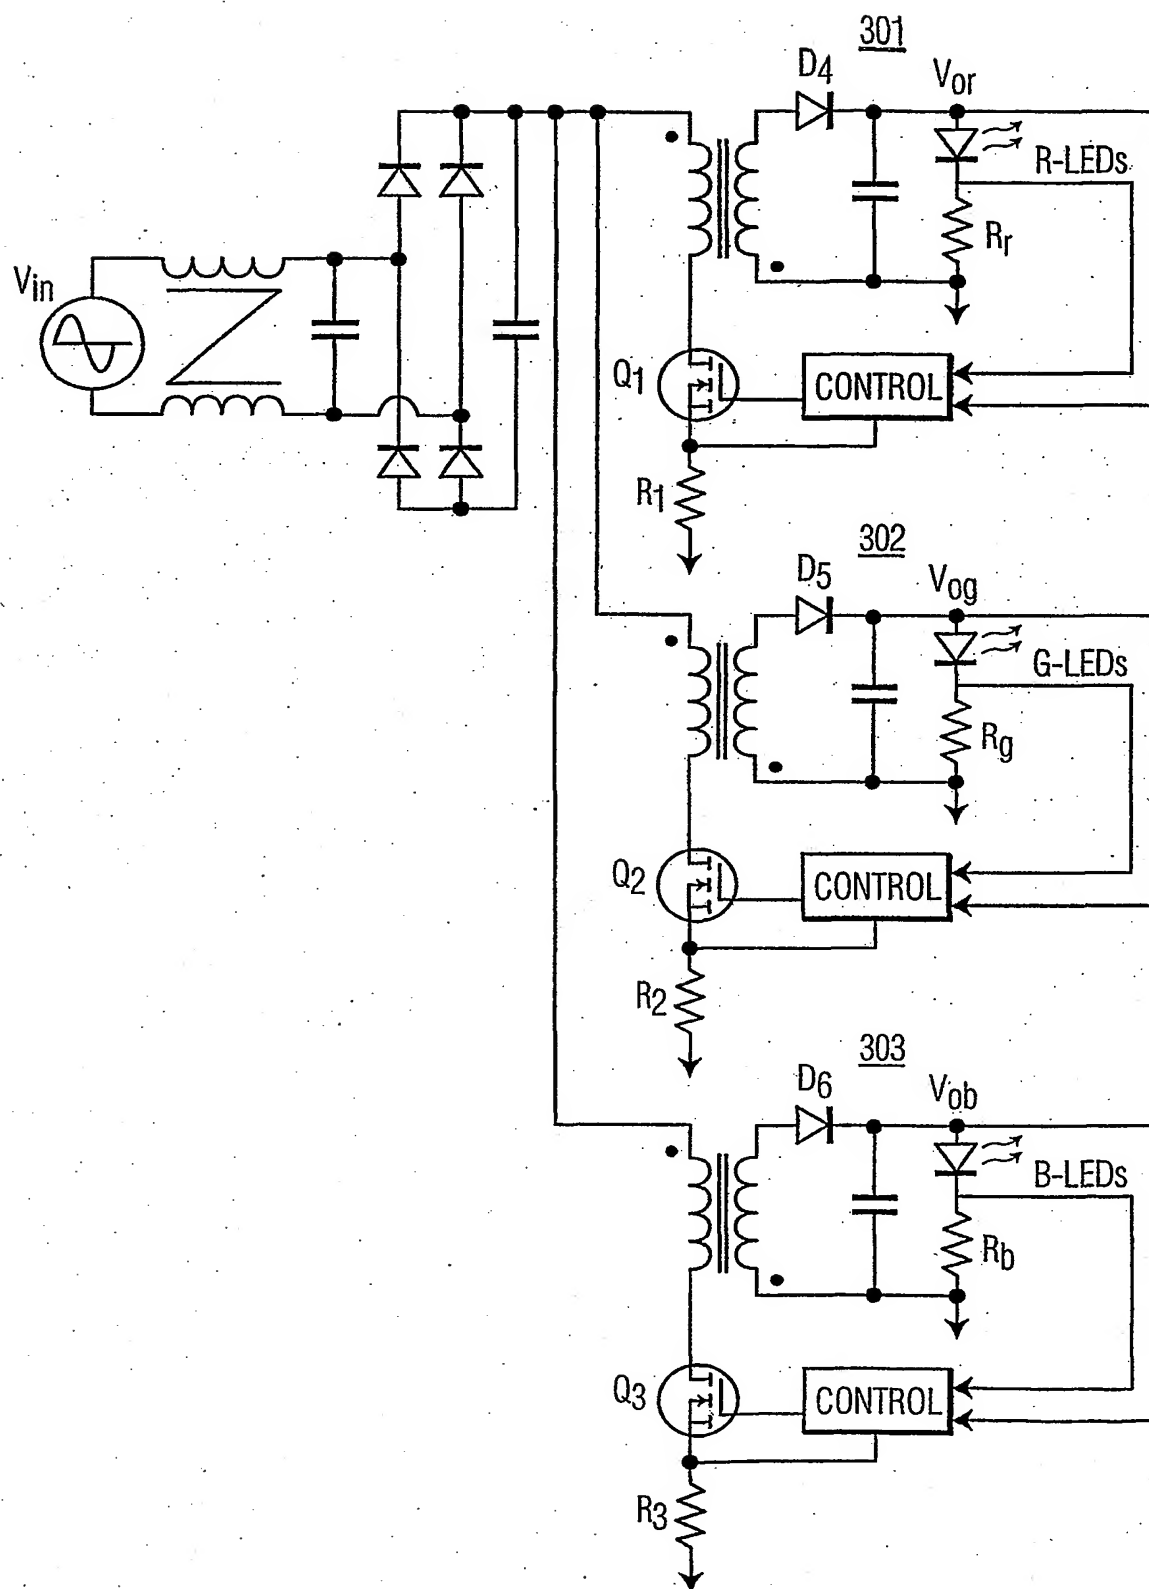 301
D4
Vor
R-LEDs
Rr
Vin
Q1
CONTROL
R1
302
D5
Vog
G-LEDs
Rg
Q2
CONTROL
R2
303
D6
Vob
B-LEDs
Rb
Q3
CONTROL
R3